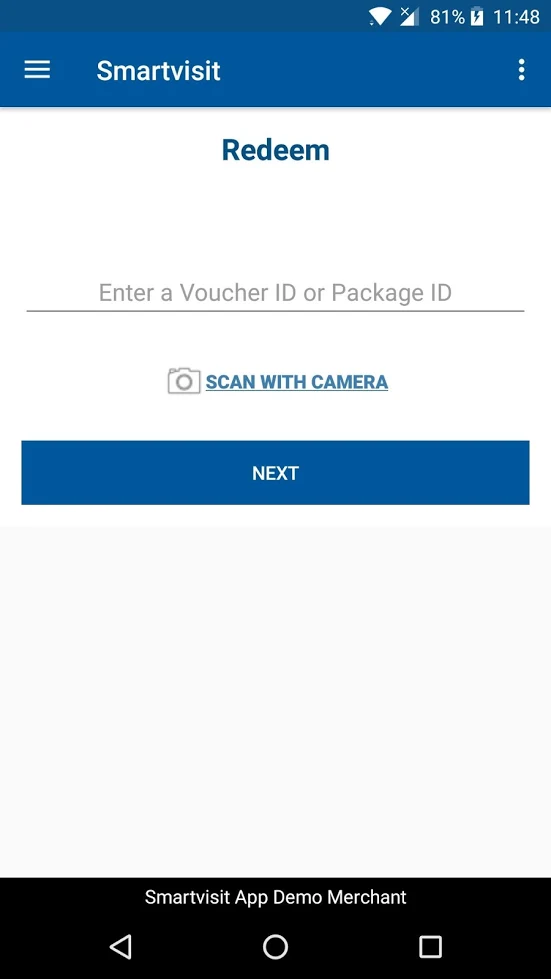 81% 11:48
Smartvisit
Redeem
Enter a Voucher ID or Package ID
SCAN WITH CAMERA
NEXT
Smartvisit App Demo Merchant